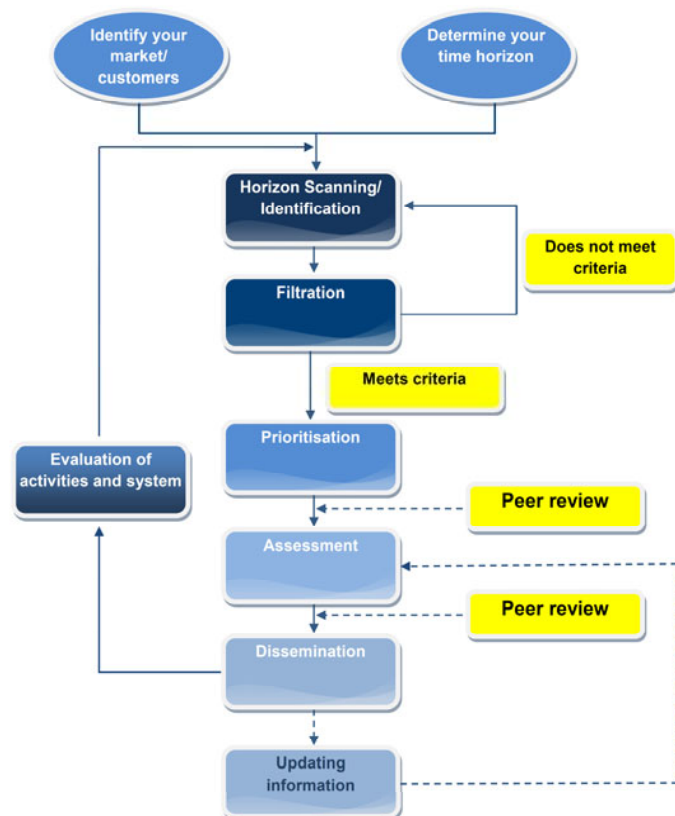 Identify your
market/
customers
Determine your
time horizon
Horizon Scanning/
Identification
Does not meet
criteria
Filtration
Meets criteria
Prioritisation
Evaluation of
activities and system
Peer review
Assessment
Peer review
Dissemination
Updating
information